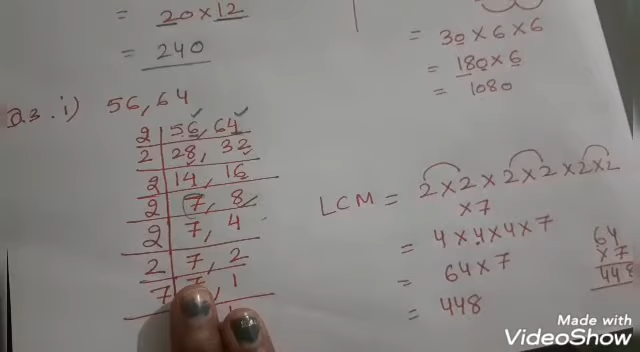 = 20 × 12
= 240
= 30 × 6 × 6
= 180 × 6
= 1080
Q.3. i) 56, 64
2 56, 64
2 28, 32
2 14, 16
2 7, 8
2 7, 4
2 7, 2
7 7, 1
LCM = 2 × 2 × 2 × 2 × 2 × 2
× 7
= 4 × 4 × 4 × 7
= 64 × 7
= 448
64
× 7
448
Made with
VideoShow